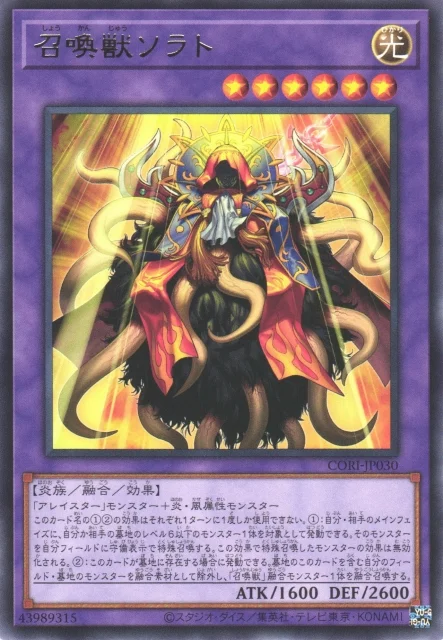 召喚獣ソラト
光
CORI-JP030
【炎族／融合／効果】
「アレイスター」モンスター＋炎・風属性モンスター
このカード名の①②の効果はそれぞれ１ターンに１度しか使用できない。①：自分・相手のメインフェ
イズに、自分か相手の墓地のレベル６以下のモンスター１体を対象として発動できる。そのモンスター
を自分フィールドに守備表示で特殊召喚する。この効果で特殊召喚したモンスターの効果は無効
化される。②：このカードが墓地に存在する場合に発動できる。墓地のこのカードを含む自分のフィ
ールド・墓地のモンスターを融合素材として除外し、「召喚獣」融合モンスター１体を融合召喚する。
ATK/1600 DEF/2600
43989315
©スタジオ・ダイス／集英社・テレビ東京・KONAMI